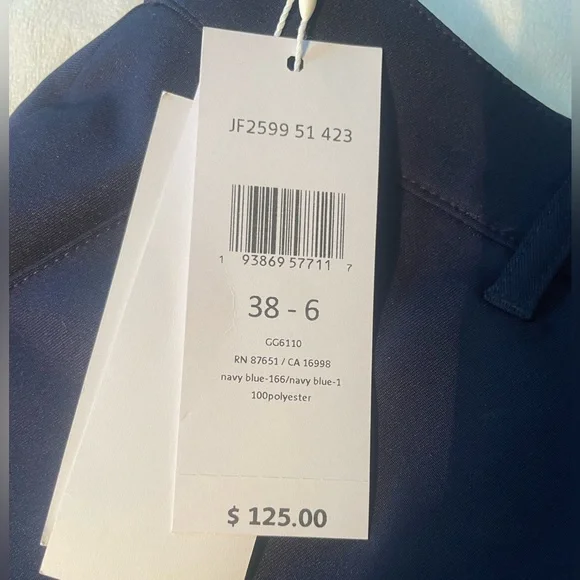 JF2599 51 423
1 93869 57711 7
38 - 6
GG6110
RN 87651 / CA 16998
navy blue-166/navy blue-1
100polyester
$ 125.00